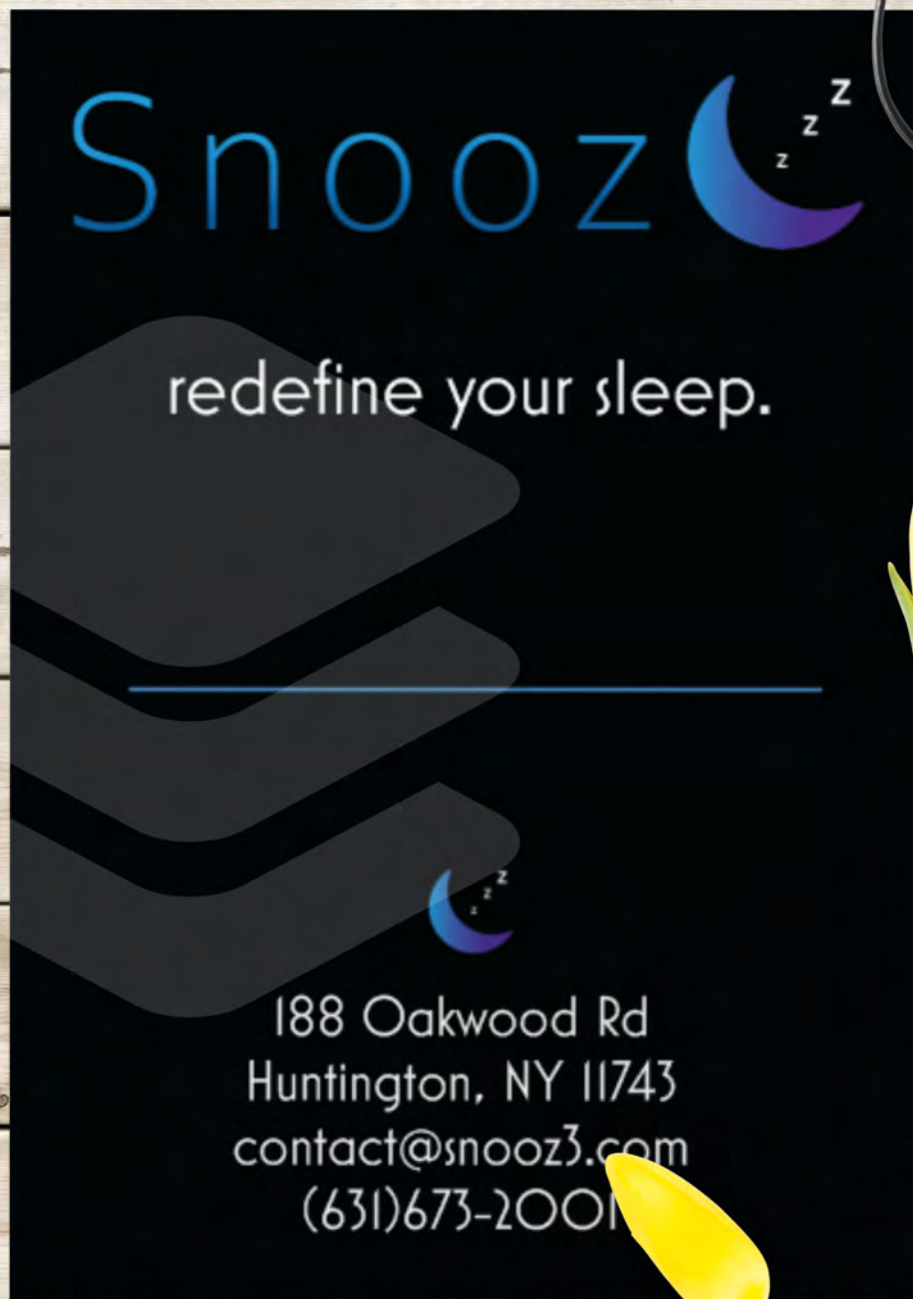 Snooz
z z z
redefine your sleep.
z z z
188 Oakwood Rd
Huntington, NY 11743
contact@snooz3.com
(631)673-2001